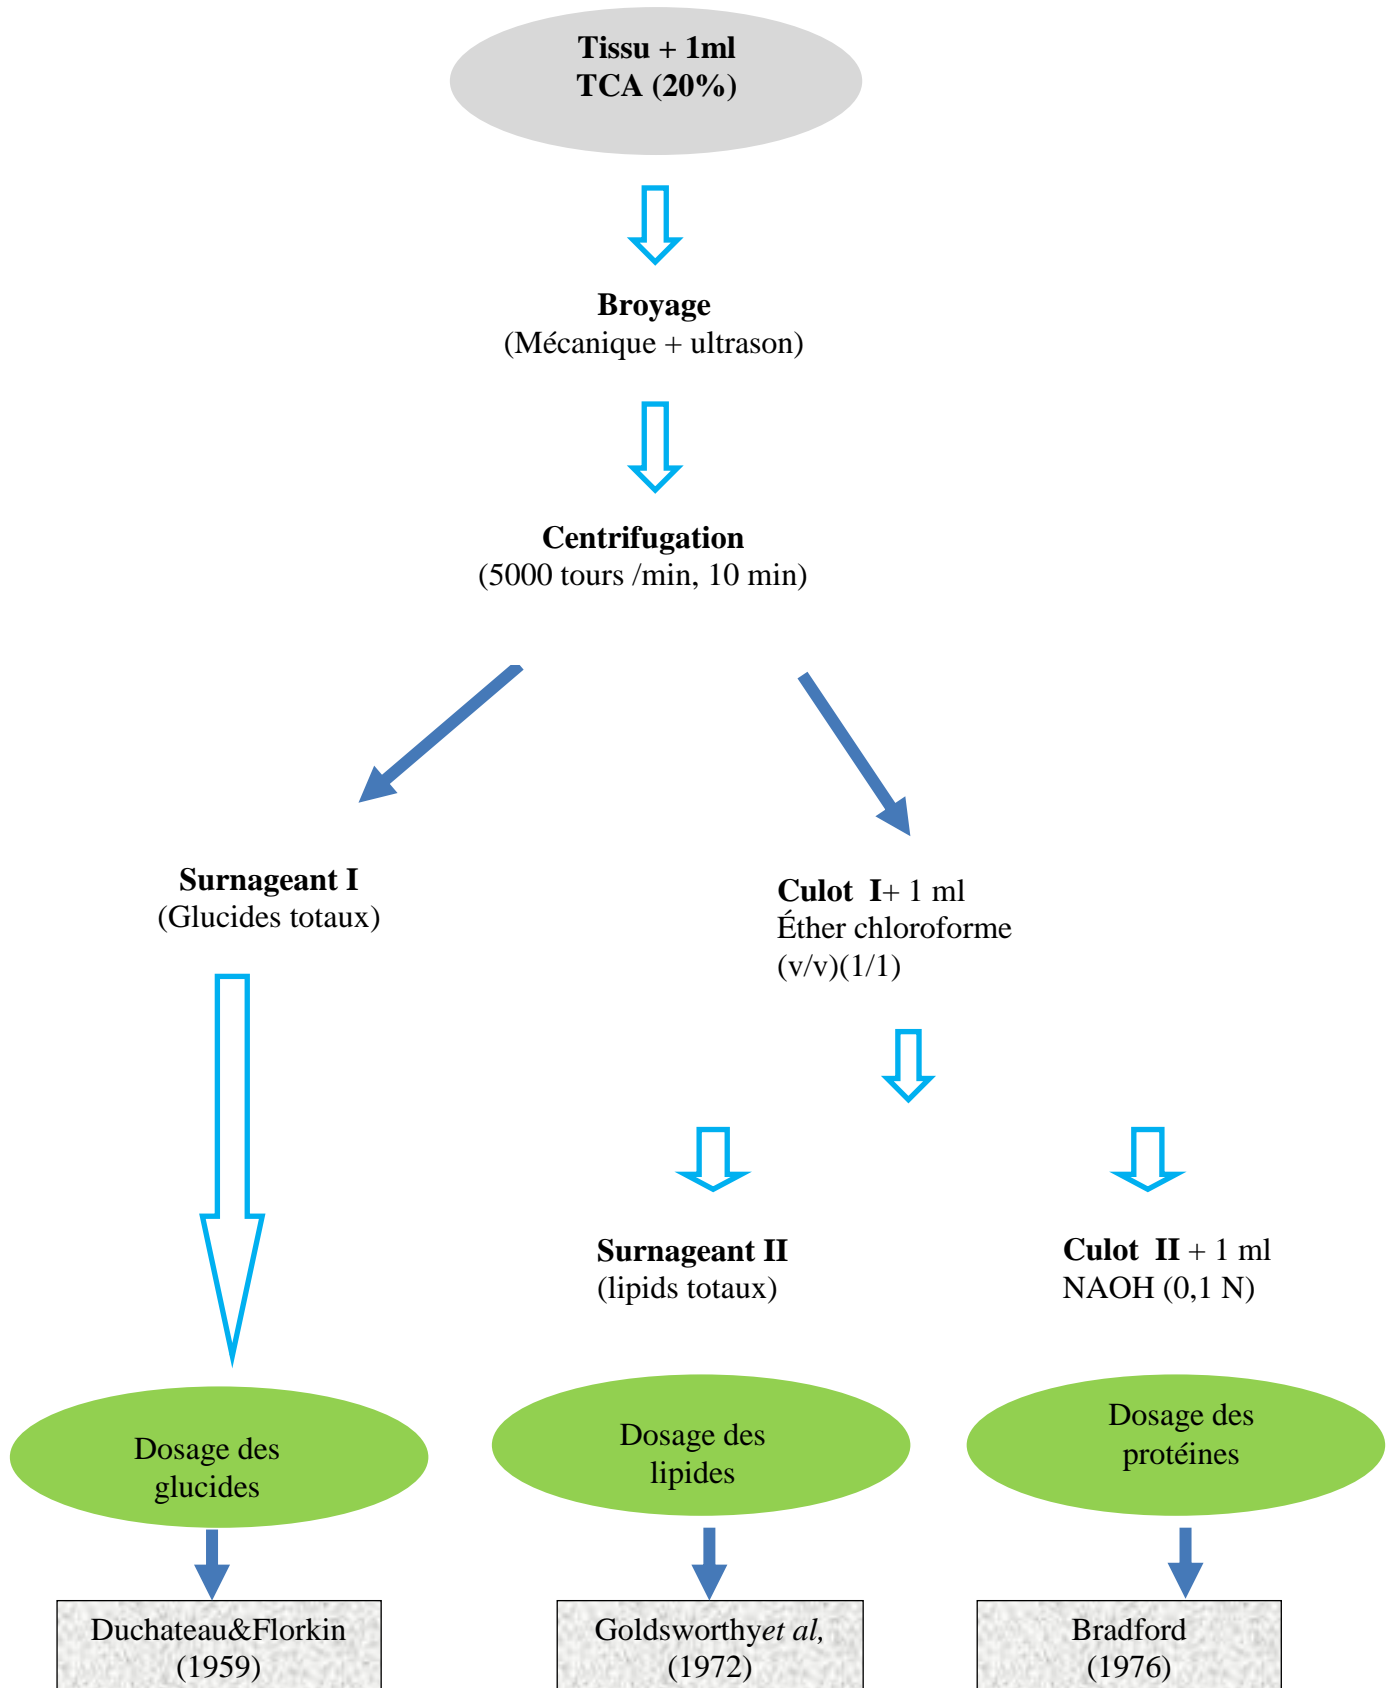 Tissu + 1ml
TCA (20%)
Broyage
(Mécanique + ultrason)
Centrifugation
(5000 tours /min, 10 min)
Surnageant I
(Glucides totaux)
Culot I+ 1 ml
Éther chloroforme
(v/v)(1/1)
Surnageant II
(lipids totaux)
Culot II + 1 ml
NAOH (0,1 N)
Dosage des
glucides
Dosage des
lipides
Dosage des
protéines
Duchateau&Florkin
(1959)
Goldsworthyet al,
(1972)
Bradford
(1976)